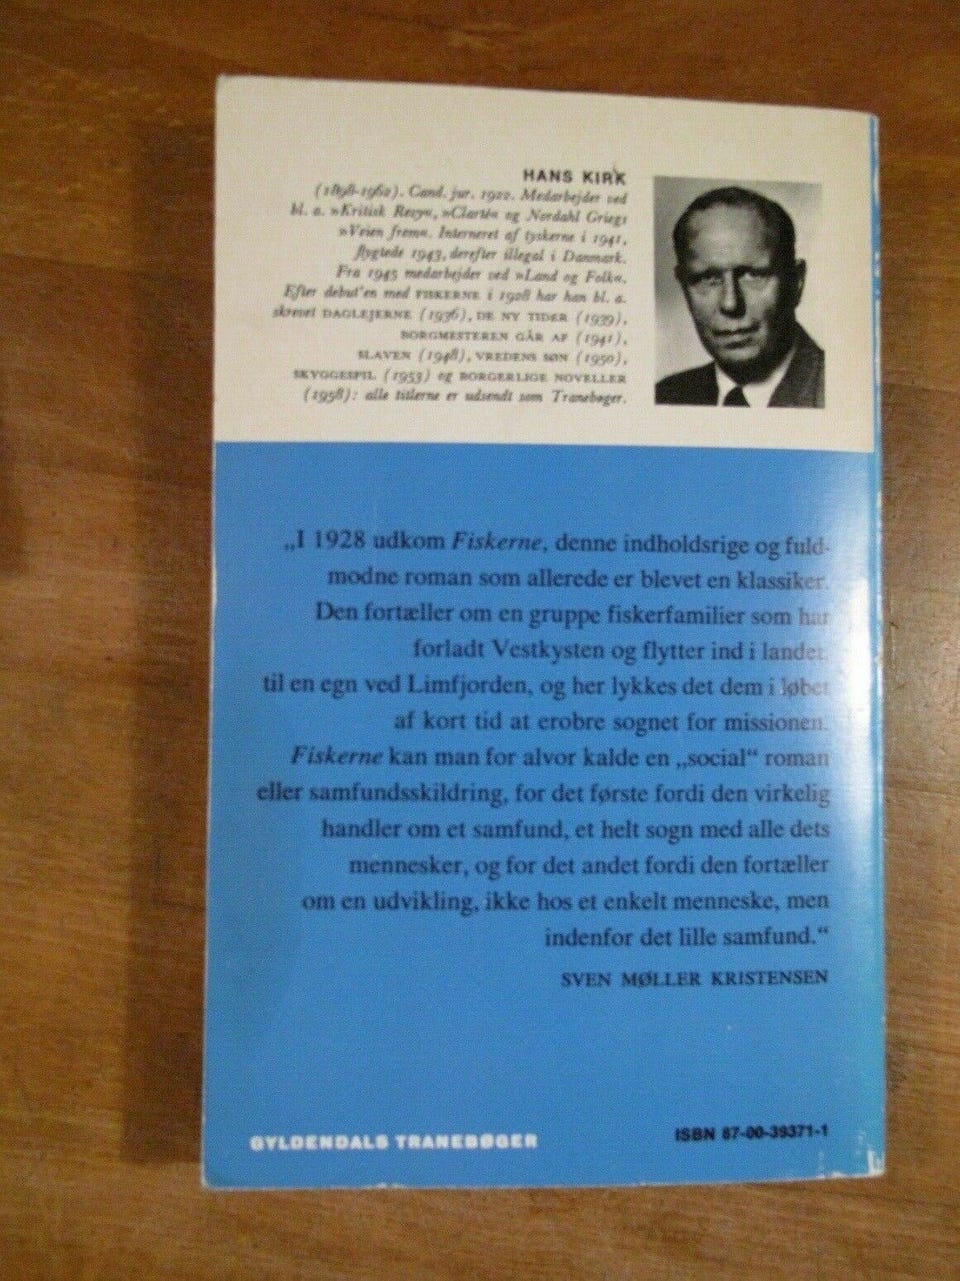 HANS KIRK
(1898-1962). Cand. jur. 1922. Medarbejder ved
bl. a. »Kritisk Revy«, »Clarté« og Nordahl Griegs
»Veien frem«. Interneret af tyskerne i 1941,
flygtede 1943, derefter illegal i Danmark.
Fra 1945 medarbejder ved »Land og Folk«.
Efter debut'en med FISKERNE i 1928 har han bl. a.
skrevet DAGLEJERNE (1936), DE NY TIDER (1939),
BORGMESTEREN GÅR AF (1941),
SLAVEN (1948), VREDENS SØN (1950),
SKYGGESPIL (1953) og BORGERLIGE NOVELLER
(1958): alle titlerne er udsendt som Tranebøger.
„I 1928 udkom Fiskerne, denne indholdsrige og fuld-
modne roman som allerede er blevet en klassiker.
Den fortæller om en gruppe fiskerfamilier som har
forladt Vestkysten og flytter ind i landet,
til en egn ved Limfjorden, og her lykkes det dem i løbet
af kort tid at erobre sognet for missionen.
Fiskerne kan man for alvor kalde en „social“ roman
eller samfundsskildring, for det første fordi den virkelig
handler om et samfund, et helt sogn med alle dets
mennesker, og for det andet fordi den fortæller
om en udvikling, ikke hos et enkelt menneske, men
indenfor det lille samfund.“
SVEN MØLLER KRISTENSEN
GYLDENDALS TRANEBØGER
ISBN 87-00-39371-1